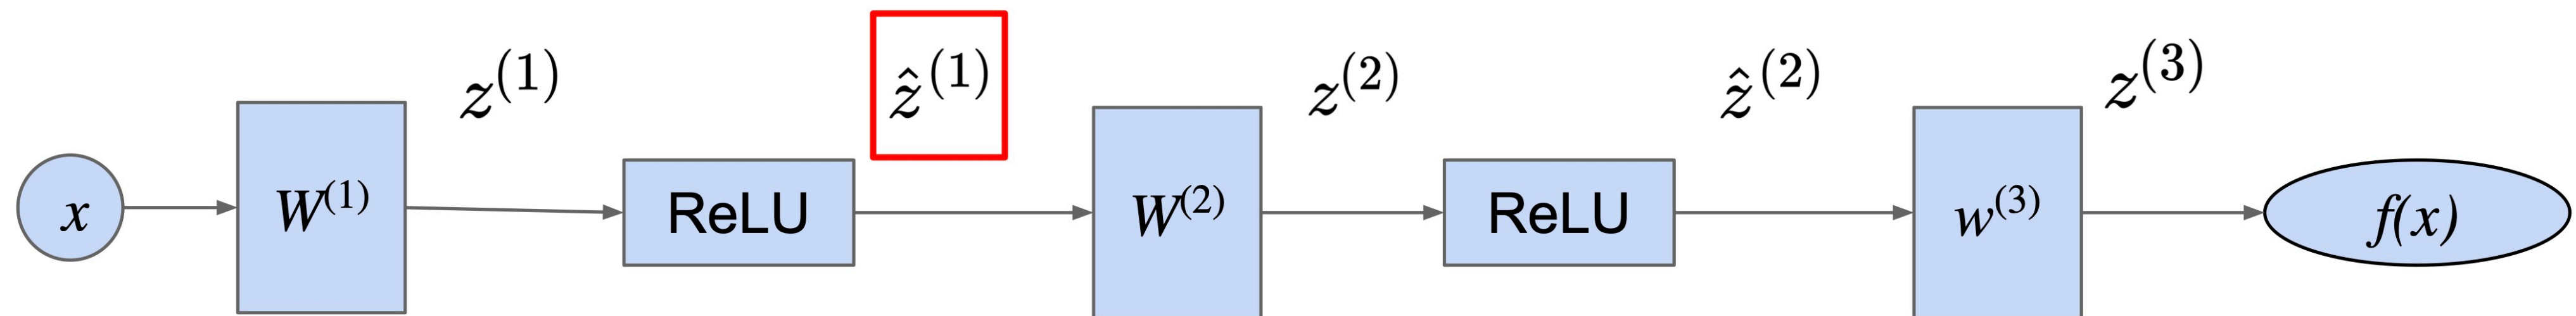 z^(1) ẑ^(1) z^(2) ẑ^(2) z^(3)
x W^(1) ReLU W^(2) ReLU w^(3) f(x)